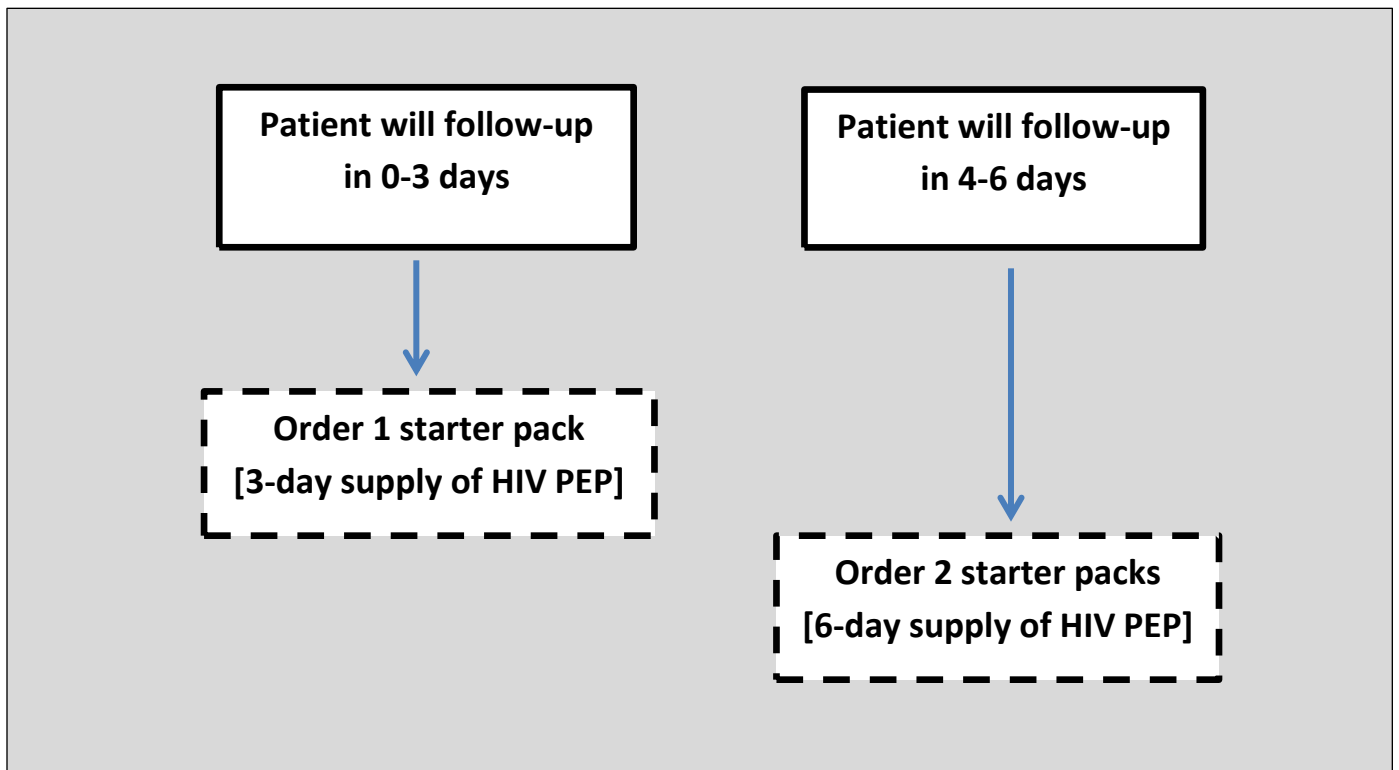 Patient will follow-up
in 0-3 days
Patient will follow-up
in 4-6 days
Order 1 starter pack
[3-day supply of HIV PEP]
Order 2 starter packs
[6-day supply of HIV PEP]